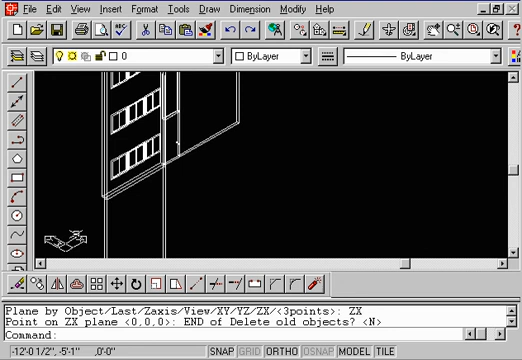 File Edit View Insert Format Tools Draw Dimension Modify Help
ABC
0 ByLayer ByLayer
Plane by Object/Last/Zaxis/View/XY/YZ/ZX/<3points>: ZX
Point on ZX plane <0,0,0>: END of Delete old objects? <N>
Command:
-12'-0 1/2", -5'-1" ,0'-0" SNAP GRID ORTHO OSNAP MODEL TILE